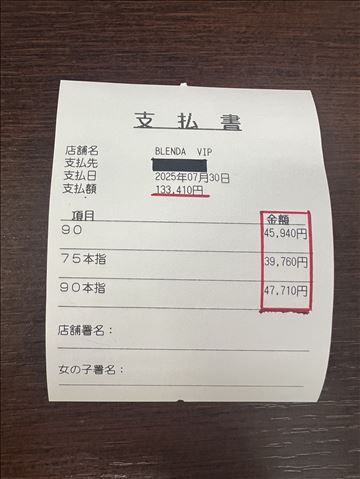 支払書
店舗名 BLENDA VIP
支払先
支払日 2025年07月30日
支払額 133,410円
項目 金額
90 45,940円
75本指 39,760円
90本指 47,710円
店舗署名：
女の子署名：